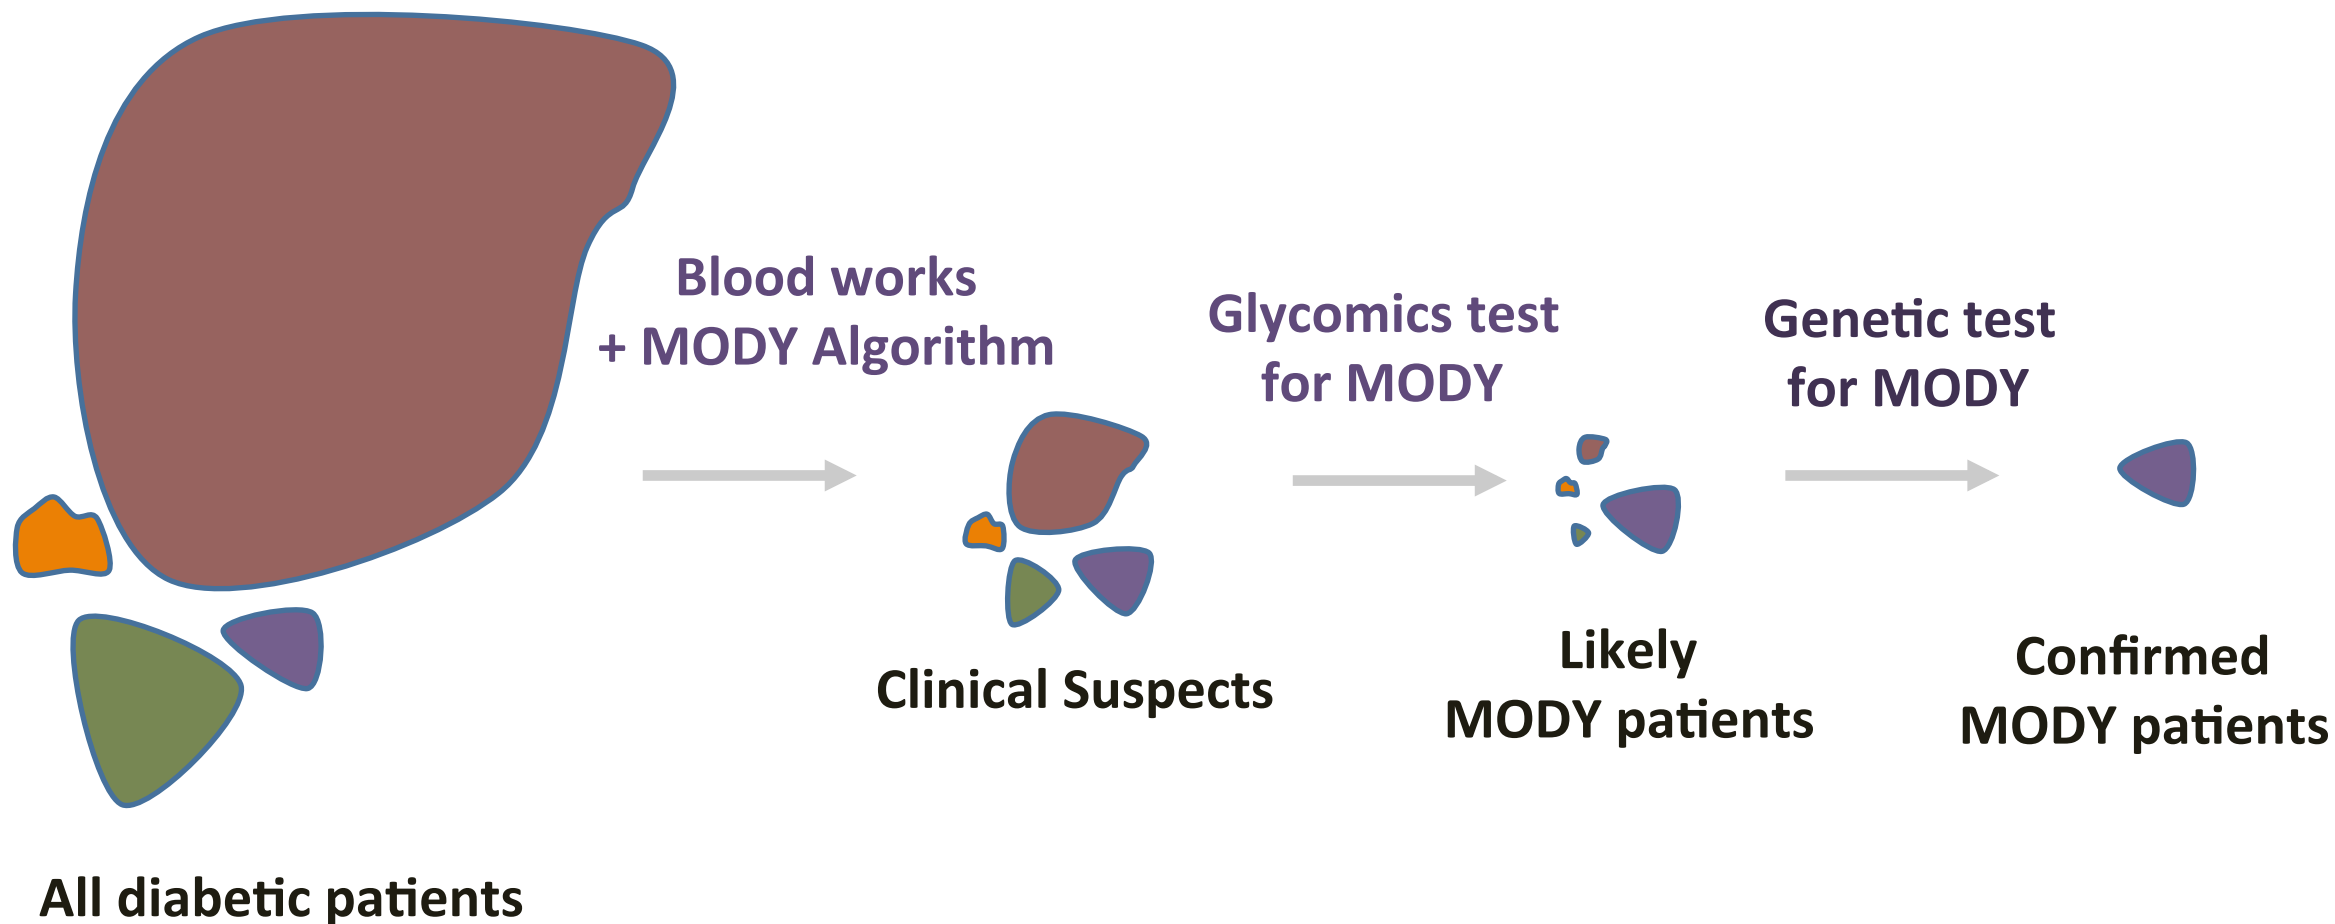 Blood works
+ MODY Algorithm
Glycomics test
for MODY
Genetic test
for MODY
All diabetic patients
Clinical Suspects
Likely
MODY patients
Confirmed
MODY patients